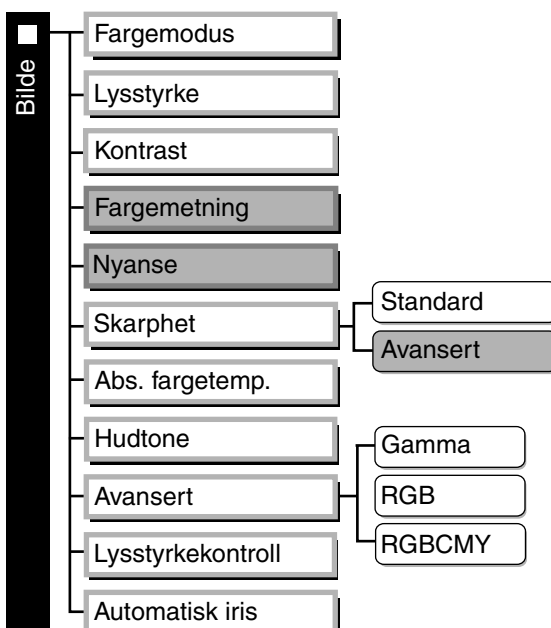 Bilde
Fargemodus
Lysstyrke
Kontrast
Fargemetning
Nyanse
Skarphet
Standard
Avansert
Abs. fargetemp.
Hudtone
Avansert
Gamma
RGB
RGBCMY
Lysstyrkekontroll
Automatisk iris